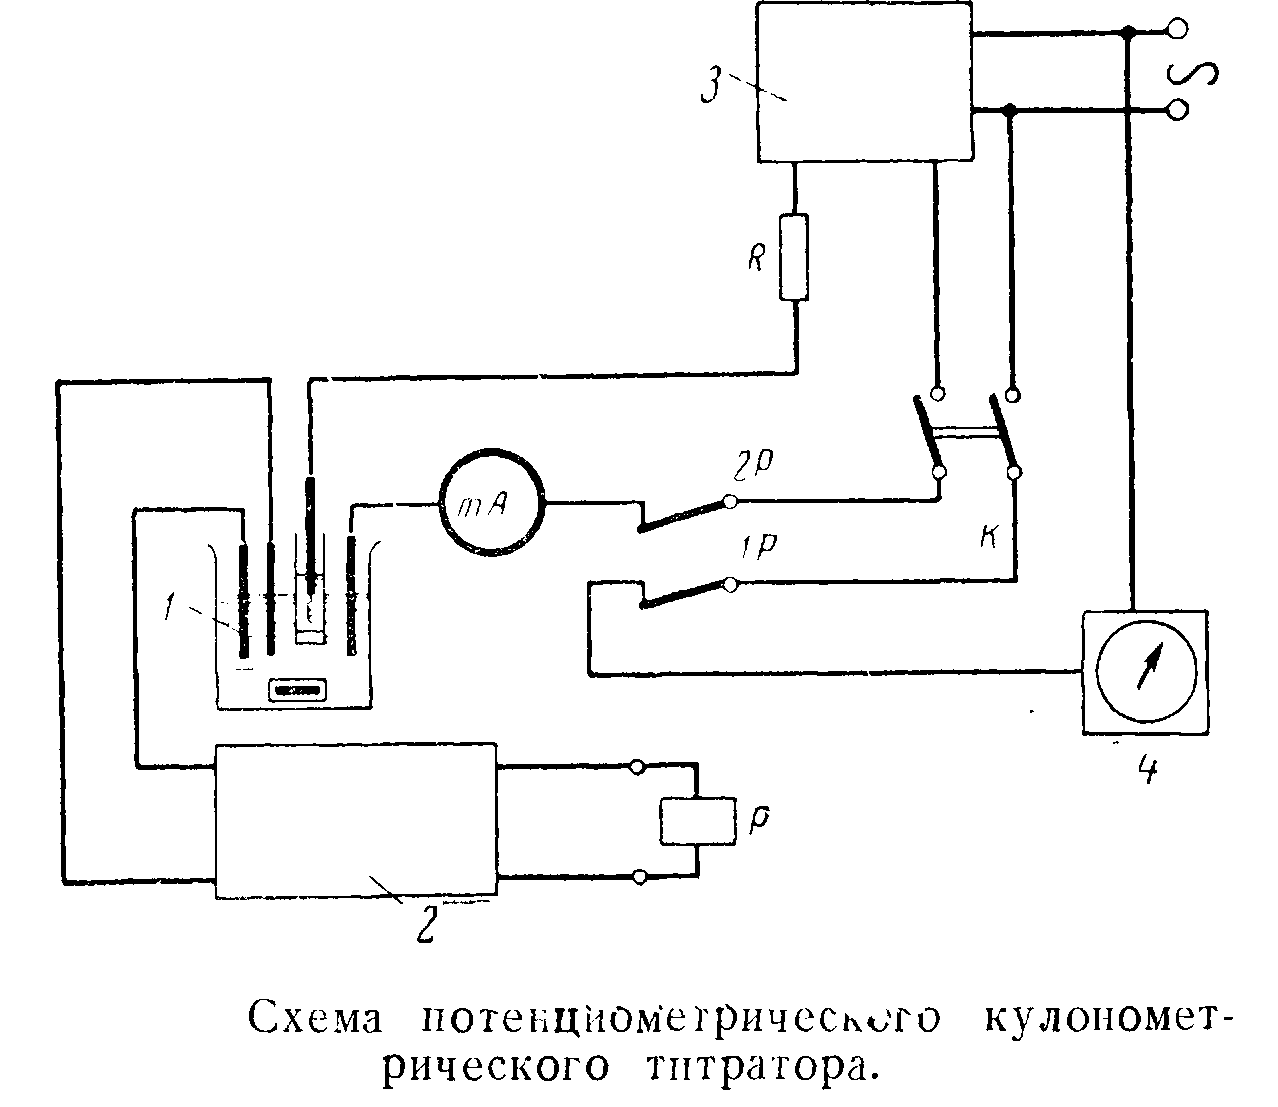 3
S
R
2P
mA
1P
K
1
4
P
2
Схема потенциометрического кулономет-
рического титратора.